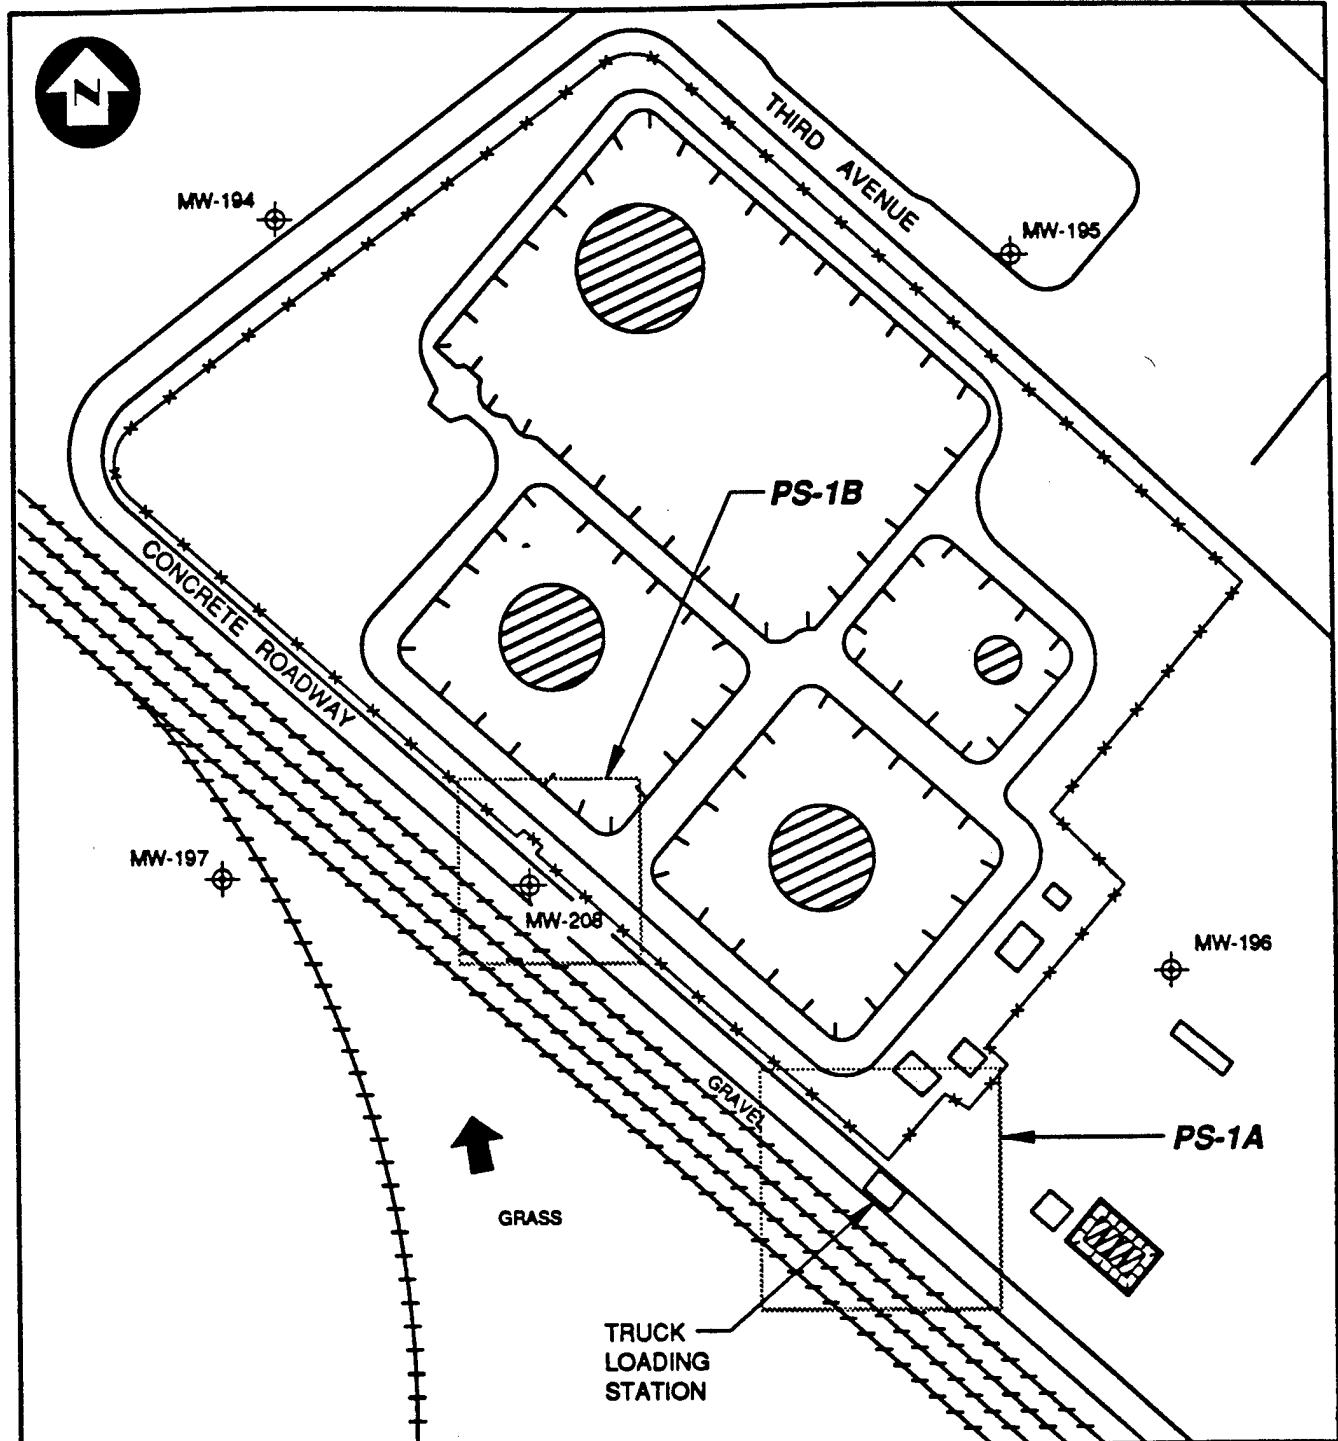 N
THIRD AVENUE
MW-194
MW-195
PS-1B
CONCRETE ROADWAY
MW-197
MW-208
MW-196
GRAVEL
PS-1A
GRASS
TRUCK
LOADING
STATION